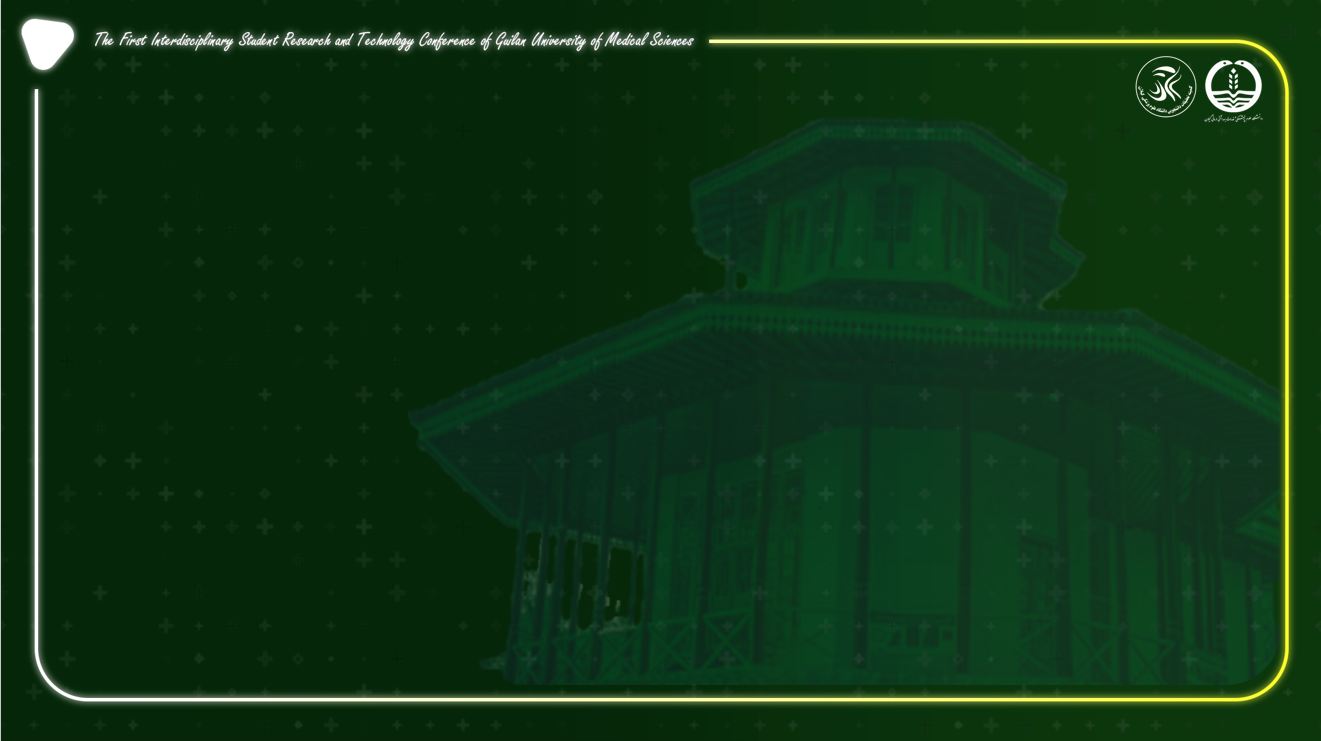 The First Interdisciplinary Student Research and Technology Conference of Guilan University of Medical Sciences